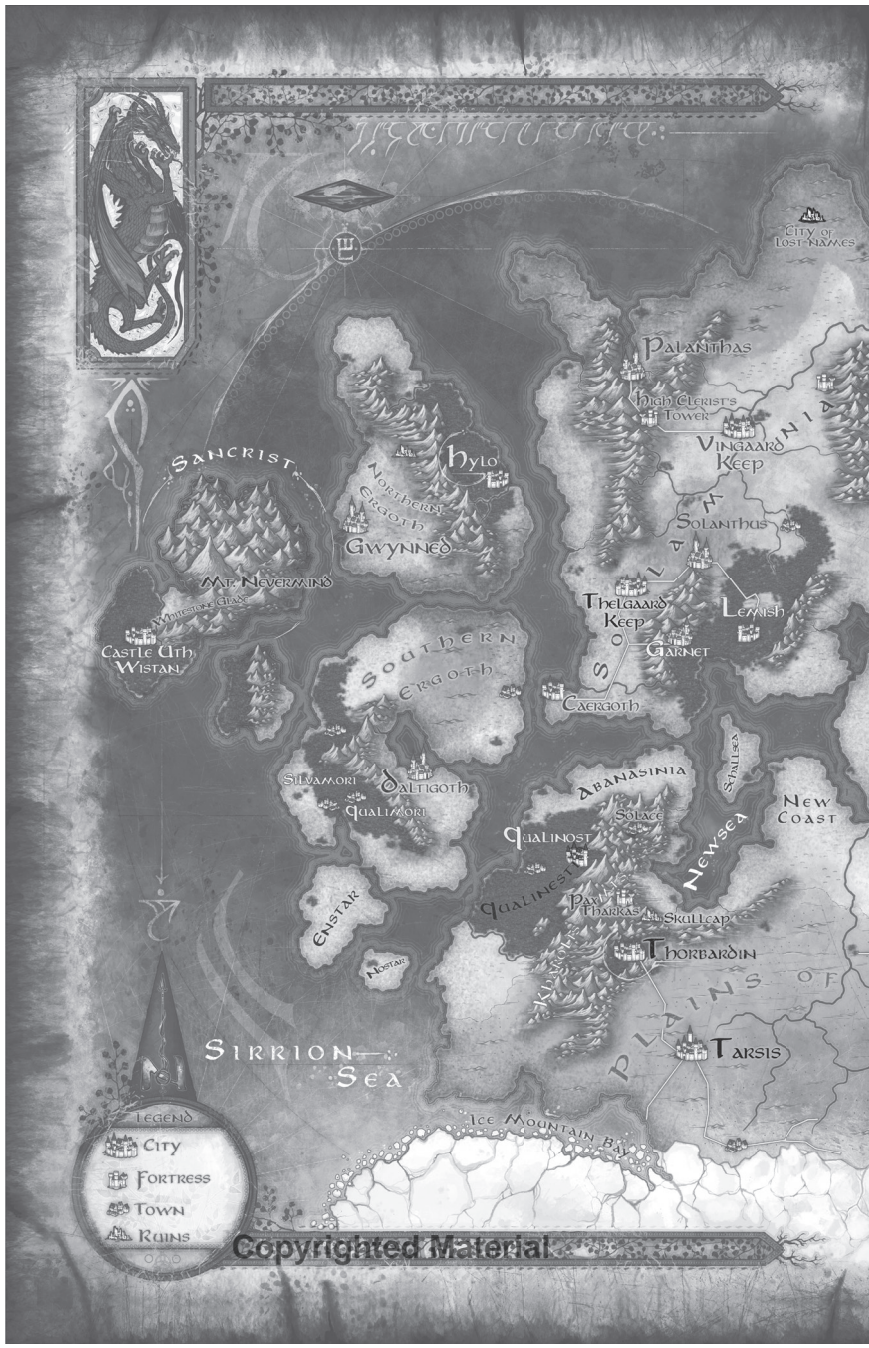 City of
Lost Names
Palanthas
High Clerist's
Tower
Vingaard
Keep
Sancrist
Hylo
Northern
Ergoth
Gwynned
Solamnia
Solanthus
Mt. Nevermind
Whitestone Glade
Thelgaard
Keep
Lemish
Castle Uth
Wistan
Garnet
Southern
Ergoth
Caergoth
Schallsea
Abanasinia
New
Coast
Silvamori
Daltigoth
Qualimori
Solace
Qualinost
Newsea
Qualinesti
Pax
Tharkas
Skullcap
Enstar
Thorbardin
Nostar
Plains of
Tarsis
Sirrion
Sea
Ice Mountain Bay
Legend
City
Fortress
Town
Ruins
Copyrighted Material